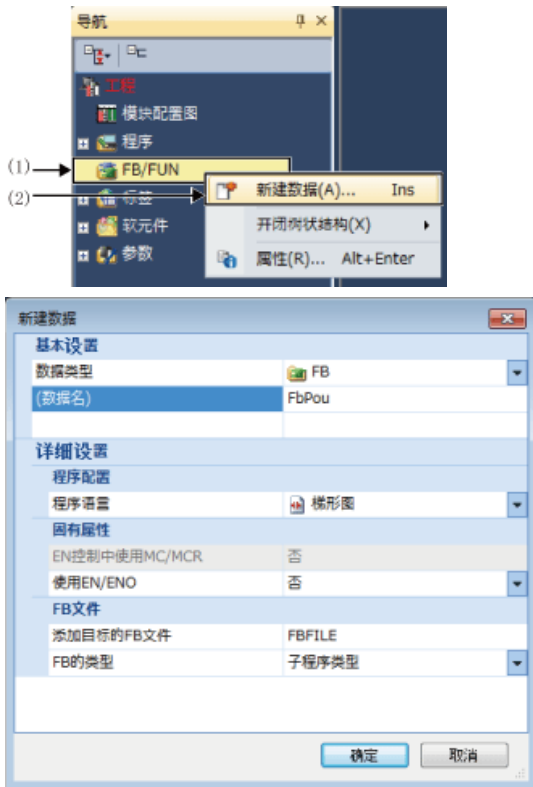 导航
工程
模块配置图
程序
(1) FB/FUN
(2) 标签 新建数据(A)... Ins
软元件 开闭树状结构(X)
参数 属性(R)... Alt+Enter
新建数据
基本设置
数据类型 FB
(数据名) FbPou
详细设置
程序配置
程序语言 梯形图
固有属性
EN控制中使用MC/MCR 否
使用EN/ENO 否
FB文件
添加目标的FB文件 FBFILE
FB的类型 子程序类型
确定 取消